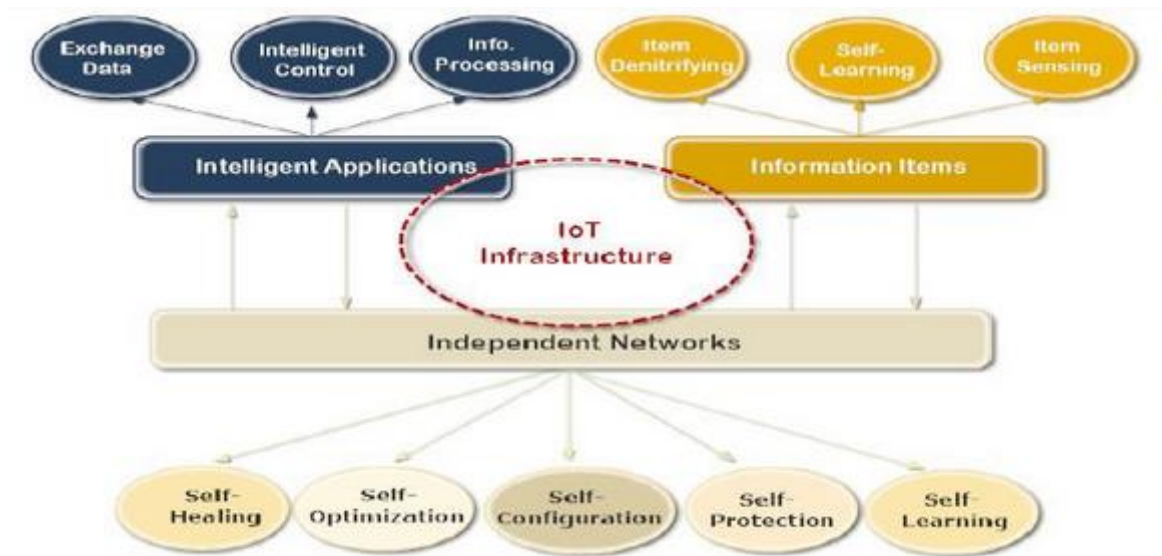 Exchange
Data
Intelligent
Control
Info.
Processing
Item
Denitrifying
Self-
Learning
Item
Sensing
Intelligent Applications
Information Items
IoT
Infrastructure
Independent Networks
Self-
Healing
Self-
Optimization
Self-
Configuration
Self-
Protection
Self-
Learning